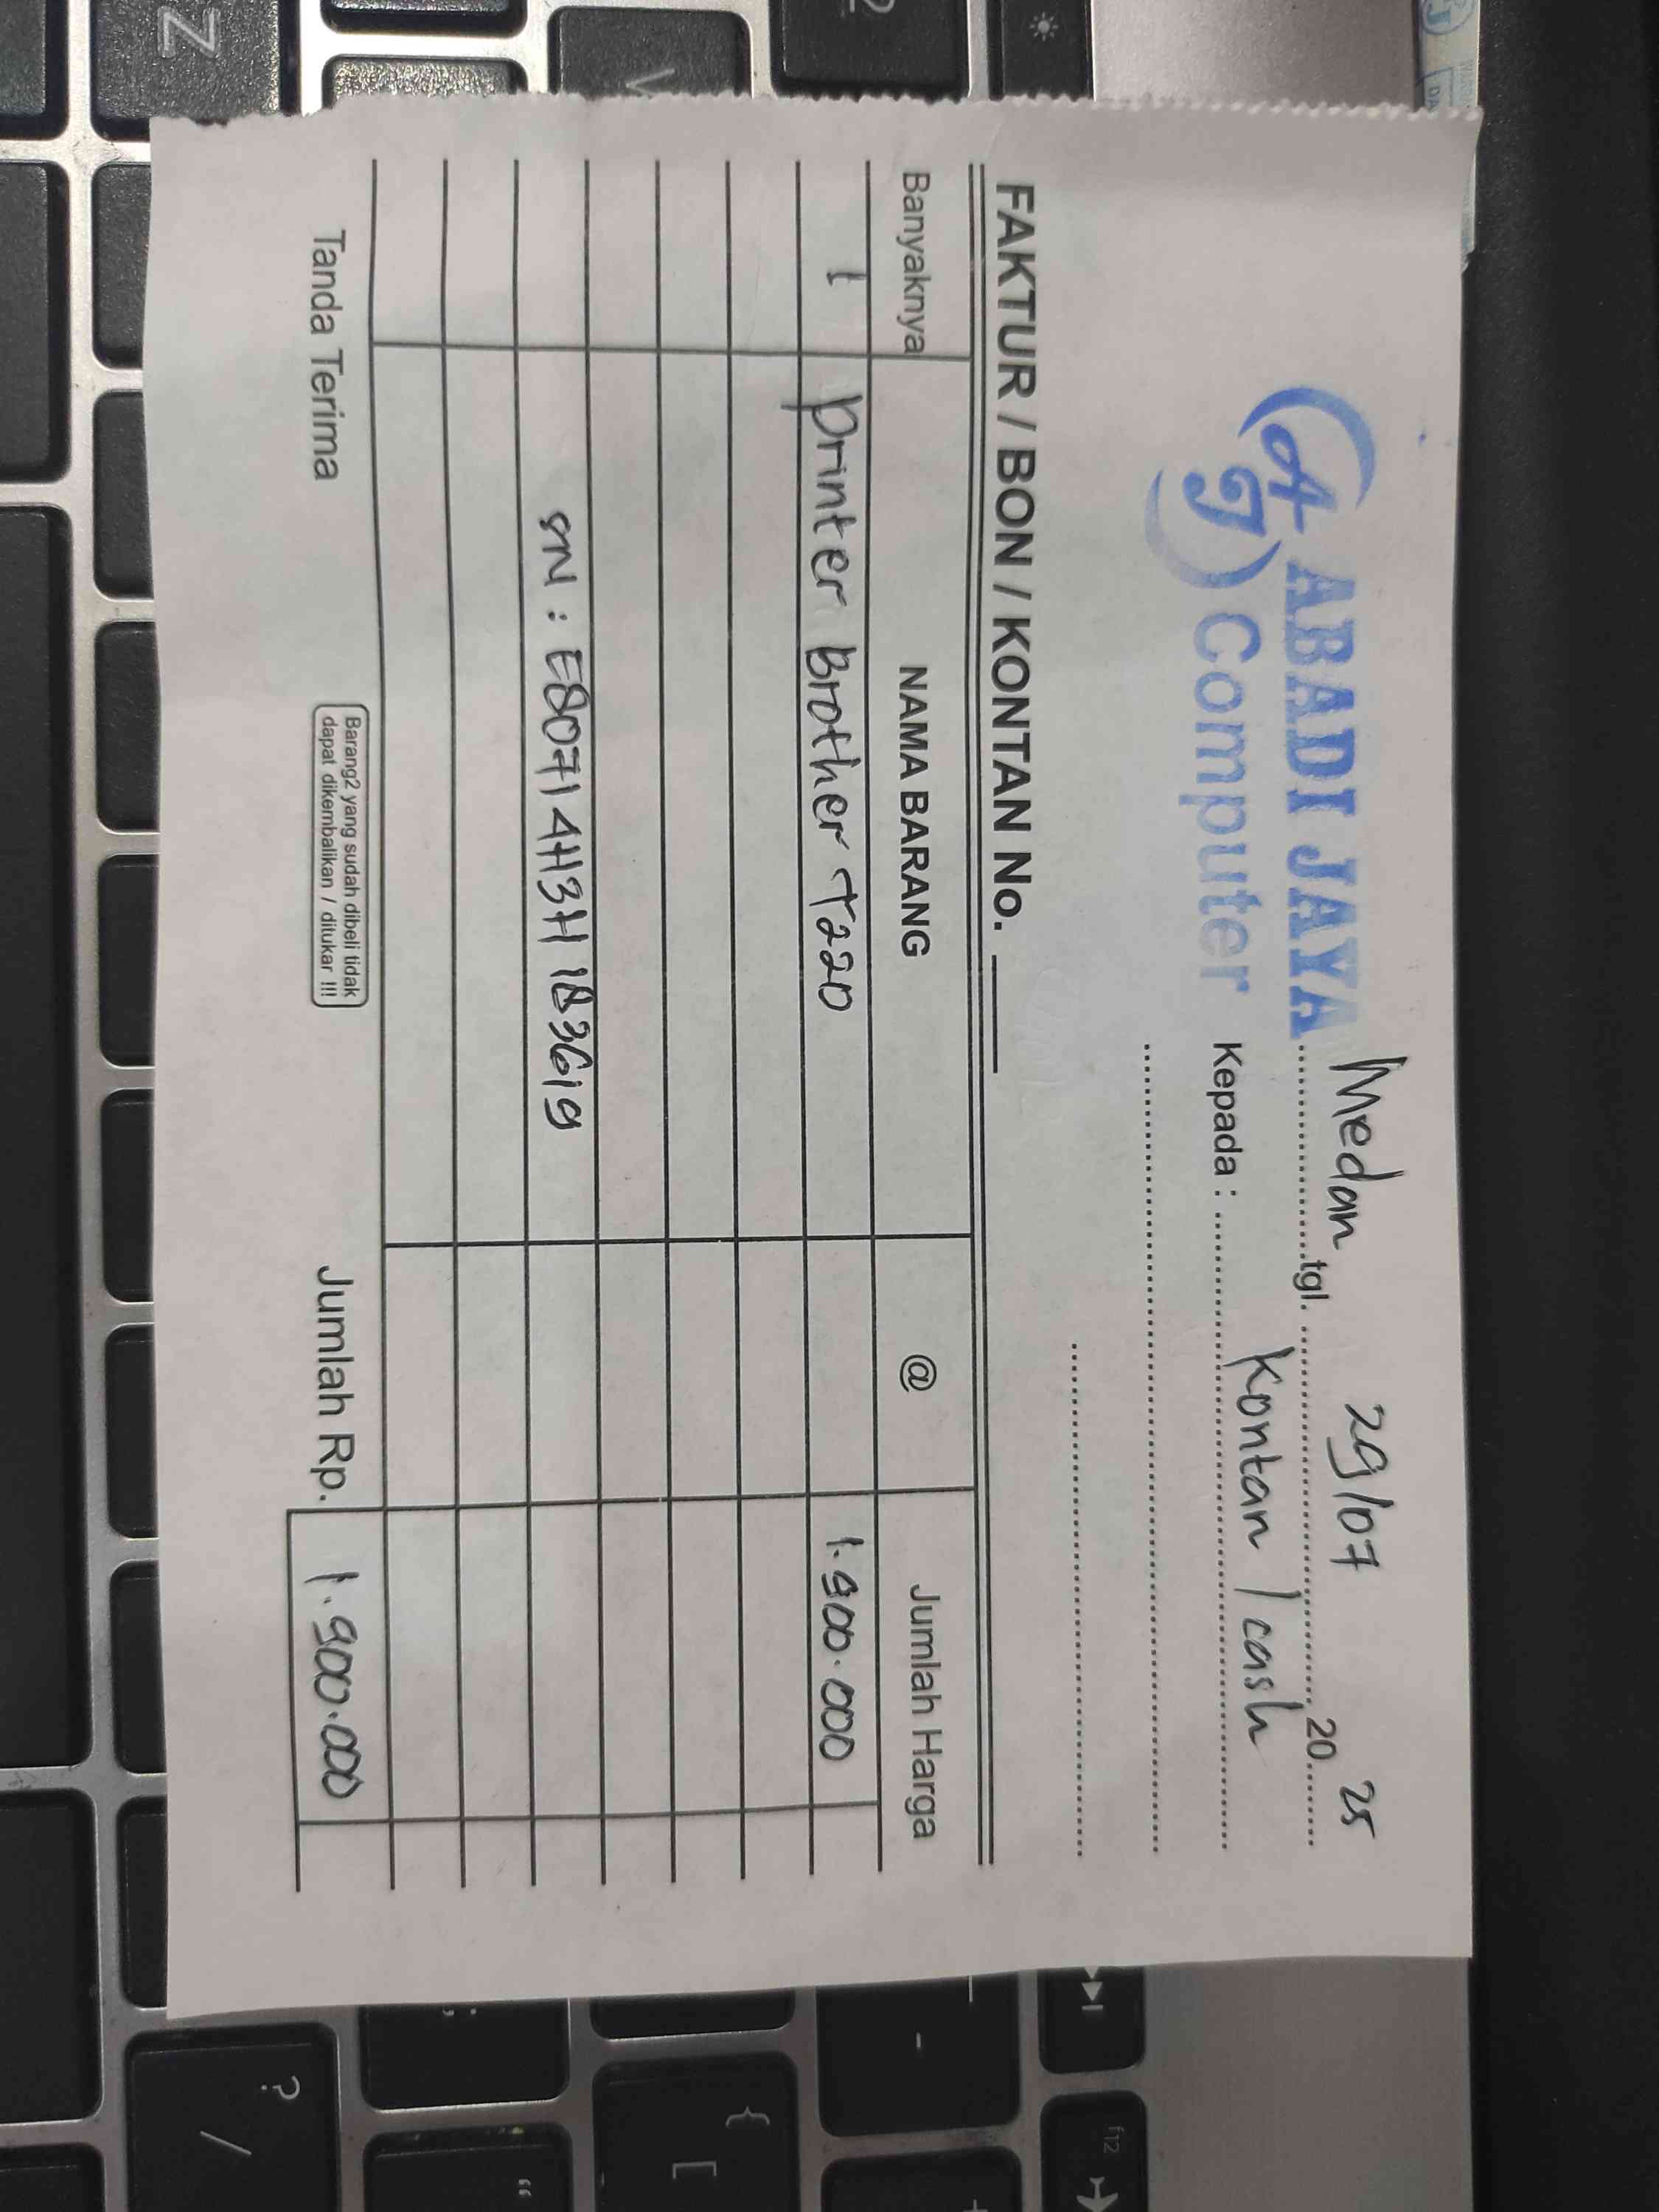 ABADI JAYA
AJ Computer
Medan tgl. 29/07 2025
Kepada : Kontan / cash
FAKTUR / BON / KONTAN No.
Banyaknya NAMA BARANG @ Jumlah Harga
1 Printer Brother T220 1.900.000
SN : E80714H3H183619
Tanda Terima
Barang2 yang sudah dibeli tidak
dapat dikembalikan / ditukar !!!
Jumlah Rp. 1.900.000
Z
?
/
{
[
-
f12